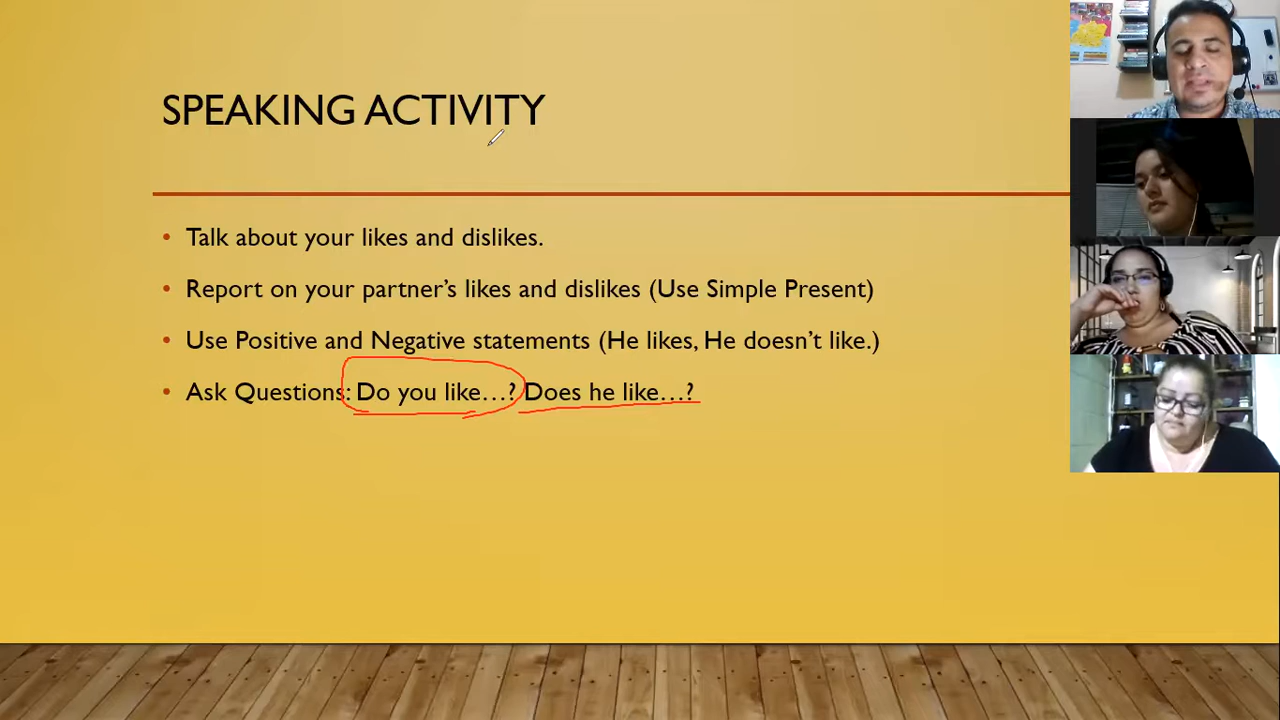 SPEAKING ACTIVITY
• Talk about your likes and dislikes.
• Report on your partner’s likes and dislikes (Use Simple Present)
• Use Positive and Negative statements (He likes, He doesn’t like.)
• Ask Questions: Do you like…? Does he like…?